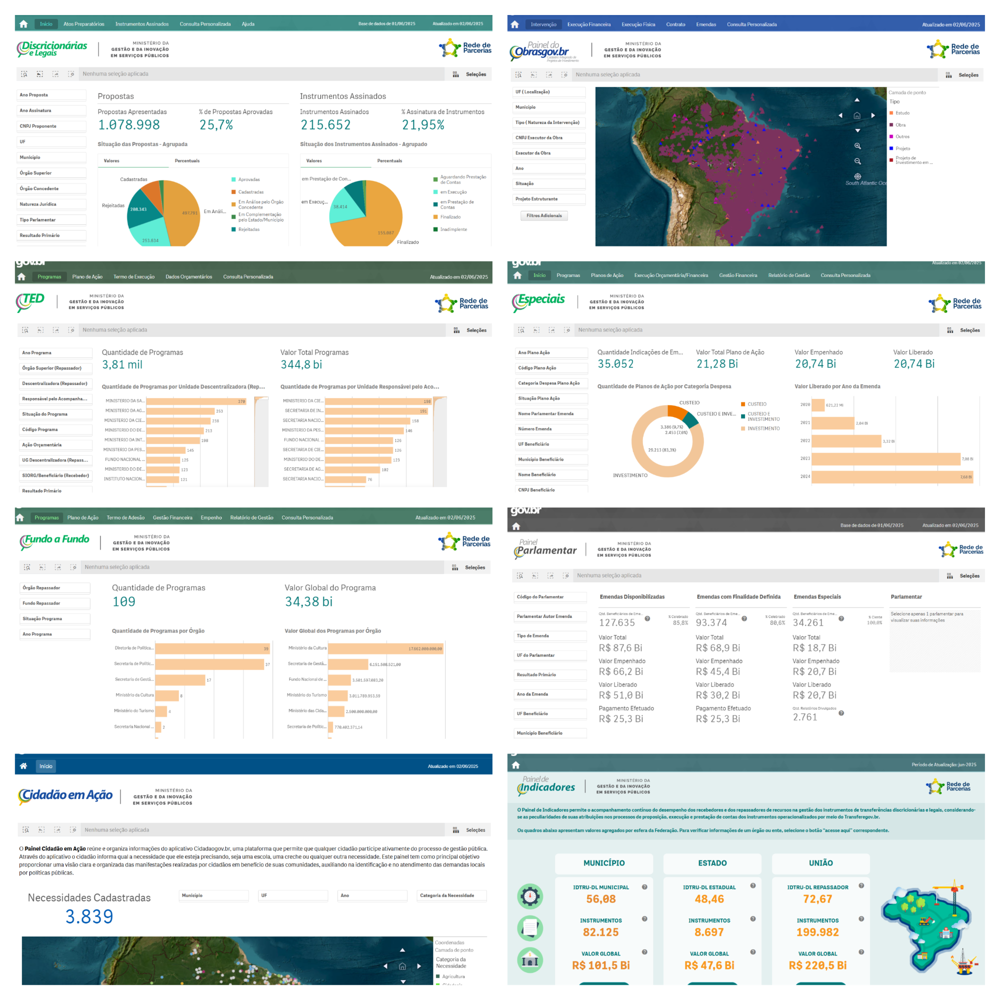 Início Atos Preparatórios Instrumentos Assinados Consulta Personalizada Ajuda Base de dados de 01/06/2025 Atualizado em 02/06/2025
Discricionárias e Legais
MINISTÉRIO DA
GESTÃO E DA INOVAÇÃO
EM SERVIÇOS PÚBLICOS
Rede de Parcerias
Nenhuma seleção aplicada Seleções
Ano Proposta
Ano Assinatura
CNPJ Proponente
UF
Município
Órgão Superior
Órgão Concedente
Natureza Jurídica
Tipo Parlamentar
Resultado Primário
Propostas
Propostas Apresentadas % de Propostas Aprovadas
1.078.998 25,7%
Situação das Propostas - Agrupada
Valores Percentuais
Cadastradas
Rejeitadas
208.343
497.791
Em Análi...
253.634
Aprovadas
Cadastradas
Em Análise pelo Órgão Concedente
Em Complementação pelo Estado/Município
Rejeitadas
Instrumentos Assinados
Instrumentos Assinados % Assinatura de Instrumentos
215.652 21,95%
Situação dos Instrumentos Assinados - Agrupado
Valores Percentuais
em Prestação de Con...
em Execuç...
38.414
155.087
Finalizado
Aguardando Prestação de Contas
em Execução
em Prestação de Contas
Finalizado
Inadimplente
Intervenção Execução Financeira Execução Física Contrato Emendas Consulta Personalizada Atualizado em 02/06/2025
Painel do
Obrasgov.br
Cadastro Integrado de
Projetos de Investimento
MINISTÉRIO DA
GESTÃO E DA INOVAÇÃO
EM SERVIÇOS PÚBLICOS
Rede de Parcerias
Nenhuma seleção aplicada Seleções
UF ( Localização)
Município
Tipo ( Natureza da Intervenção)
CNPJ Executor da Obra
Executor da Obra
Ano
Situação
Projeto Estruturante
Filtros Adicionais
South Atlantic Oce
Camada de ponto
Tipo
Estudo
Obra
Outros
Projeto
Projeto de Investimento em ...
gov.br
Programas Plano de Ação Termo de Execução Dados Orçamentários Consulta Personalizada Atualizado em 02/06/2025
TED
MINISTÉRIO DA
GESTÃO E DA INOVAÇÃO
EM SERVIÇOS PÚBLICOS
Rede de Parcerias
Nenhuma seleção aplicada Seleções
Ano Programa
Órgão Superior (Repassador)
Descentralizadora (Repassador)
Responsável pelo Acompanha...
Situação do Programa
Código Programa
Ação Orçamentária
UG Descentralizadora (Repass...
SIORG/Beneficiário (Recebedor)
Resultado Primário
Quantidade de Programas
3,81 mil
Quantidade de Programas por Unidade Descentralizadora (Rep...
MINISTERIO DA SA... 370
MINISTERIO DA AG... 253
MINISTERIO DA CIE... 238
MINISTERIO DO DE... 213
MINISTERIO DA INT... 198
MINISTERIO DA PES... 145
FUNDO NACIONAL ... 125
MINISTERIO DO DE... 123
INSTITUTO NACION... 121
Valor Total Programas
344,8 bi
Quantidade de Programas por Unidade Responsável pelo Aco...
MINISTERIO DA CIE... 198
SECRETARIA DE IN... 191
SECRETARIA NACIO... 158
MINISTERIO DA PES... 146
FUNDO NACIONAL ... 126
SECRETARIA DE CIE... 126
MINISTERIO DO DE... 123
SECRETARIA DE AG... 102
SECRETARIA NACIO... 76
gov.br
Atualizado em 02/06/2025
Início Programas Planos de Ação Execução Orçamentária/Financeira Gestão Financeira Relatório de Gestão Consulta Personalizada
Especiais
MINISTÉRIO DA
GESTÃO E DA INOVAÇÃO
EM SERVIÇOS PÚBLICOS
Rede de Parcerias
Nenhuma seleção aplicada Seleções
Ano Plano Ação
Código Plano Ação
Categoria Despesa Plano Ação
Situação Plano Ação
Nome Parlamentar Emenda
Número Emenda
UF Beneficiário
Município Beneficiário
Nome Beneficiário
CNPJ Beneficiário
Quantidade Indicações de Em... Valor Total Plano de Ação Valor Empenhado Valor Liberado
35.052 21,28 Bi 20,74 Bi 20,74 Bi
Quantidade de Planos de Ação por Categoria Despesa
CUSTEIO
CUSTEIO E INVE...
3.386 (9,7%)
2.453 (7,0%)
29.213 (83,3%)
INVESTIMENTO
CUSTEIO
CUSTEIO E INVESTIMENTO
INVESTIMENTO
Valor Liberado por Ano da Emenda
2020 621,22 Mi
2021 2,04 Bi
2022 3,32 Bi
2023 7,08 Bi
2024 7,68 Bi
Programas Plano de Ação Termo de Adesão Gestão Financeira Empenho Relatório de Gestão Consulta Personalizada Atualizado em 02/06/2025
Fundo a Fundo
MINISTÉRIO DA
GESTÃO E DA INOVAÇÃO
EM SERVIÇOS PÚBLICOS
Rede de Parcerias
Nenhuma seleção aplicada Seleções
Órgão Repassador
Fundo Repassador
Situação Programa
Ano Programa
Quantidade de Programas
109
Quantidade de Programas por Órgão
Diretoria de Política... 39
Secretaria de Polític... 37
Secretaria de Gestã... 17
Ministério da Cultura 8
Ministério do Turismo 4
Secretaria Nacional ... 2
Valor Global do Programa
34,38 bi
Valor Global dos Programas por Órgão
Ministério da Cultura 17.662.000.000,00
Secretaria de Gestã... 6.151.508.521,00
Fundo Nacional de ... 3.501.597.083,20
Ministério do Turismo 3.011.789.953,59
Ministério das Cida... 2.500.000.000,00
Secretaria de Polític... 770.402.371,14
gov.br
Base de dados de 01/06/2025 Atualizado em 02/06/2025
Painel
Parlamentar
MINISTÉRIO DA
GESTÃO E DA INOVAÇÃO
EM SERVIÇOS PÚBLICOS
Rede de Parcerias
Nenhuma seleção aplicada Seleções
Código do Parlamentar
Parlamentar Autor Emenda
Tipo de Emenda
UF do Parlamentar
Resultado Primário
Ano da Emenda
UF Beneficiário
Município Beneficiário
Emendas Disponibilizadas
Qtd. Beneficiários de Eme... % Celebrado
127.635 85,8%
Valor Total
R$ 87,6 Bi
Valor Empenhado
R$ 66,2 Bi
Valor Liberado
R$ 51,0 Bi
Pagamento Efetuado
R$ 25,3 Bi
Emendas com Finalidade Definida
Qtd. Beneficiários de Eme... % Celebrado
93.374 80,6%
Valor Total
R$ 68,9 Bi
Valor Empenhado
R$ 45,4 Bi
Valor Liberado
R$ 30,2 Bi
Pagamento Efetuado
R$ 25,3 Bi
Emendas Especiais
Qtd. Beneficiários de Eme... % Ciente
34.261 100,0%
Valor Total
R$ 18,7 Bi
Valor Empenhado
R$ 20,7 Bi
Valor Liberado
R$ 20,7 Bi
Qtd. Relatórios Divulgados
2.761
Parlamentar
Selecione apenas 1 parlamentar para
visualizar suas informações
Início Atualizado em 02/06/2025
Cidadão em Ação
MINISTÉRIO DA
GESTÃO E DA INOVAÇÃO
EM SERVIÇOS PÚBLICOS
Rede de Parcerias
Nenhuma seleção aplicada Seleções
O Painel Cidadão em Ação reúne e organiza informações do aplicativo Cidadaogov.br, uma plataforma que permite que qualquer cidadão participe ativamente do processo de gestão pública.
Através do aplicativo o cidadão informa qual a necessidade que ele esteja precisando, seja uma escola, uma creche ou qualquer outra necessidade. Este painel tem como principal objetivo
proporcionar uma visão clara e organizada das manifestações realizadas por cidadãos em benefício de suas comunidades, auxiliando na identificação e no atendimento das demandas locais
por políticas públicas.
Necessidades Cadastradas
3.839
Município UF Ano Categoria da Necessidade
Coordenadas
Camada de ponto
Categoria da
Necessidade
Agricultura
Período de Atualização: jun-2025
Painel de
Indicadores
MINISTÉRIO DA
GESTÃO E DA INOVAÇÃO
EM SERVIÇOS PÚBLICOS
Rede de Parcerias
O Painel de Indicadores permite o acompanhamento contínuo do desempenho dos recebedores e dos repassadores de recursos na gestão dos instrumentos de transferências discricionárias e legais, considerando-
se as peculiaridades de suas atribuições nos processos de proposição, execução e prestação de contas dos instrumentos operacionalizados por meio do Transferegov.br.
Os quadros abaixo apresentam valores agregados por esfera da Federação. Para verificar informações de um órgão ou ente, selecione o botão "acesse aqui" correspondente.
MUNICÍPIO ESTADO UNIÃO
IDTRU-DL MUNICIPAL IDTRU-DL ESTADUAL IDTRU-DL REPASSADOR
56,08 48,46 72,67
INSTRUMENTOS INSTRUMENTOS INSTRUMENTOS
82.125 8.697 199.982
VALOR GLOBAL VALOR GLOBAL VALOR GLOBAL
R$ 101,5 Bi R$ 47,6 Bi R$ 220,5 Bi